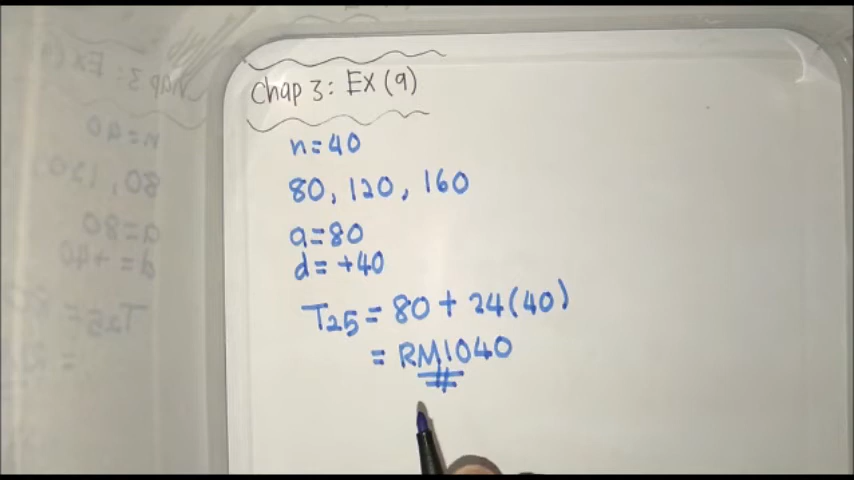 Chap 3: Ex (9)
n=40
80, 120, 160
a=80
d= +40
T25 = 80 + 24(40)
= RM1040